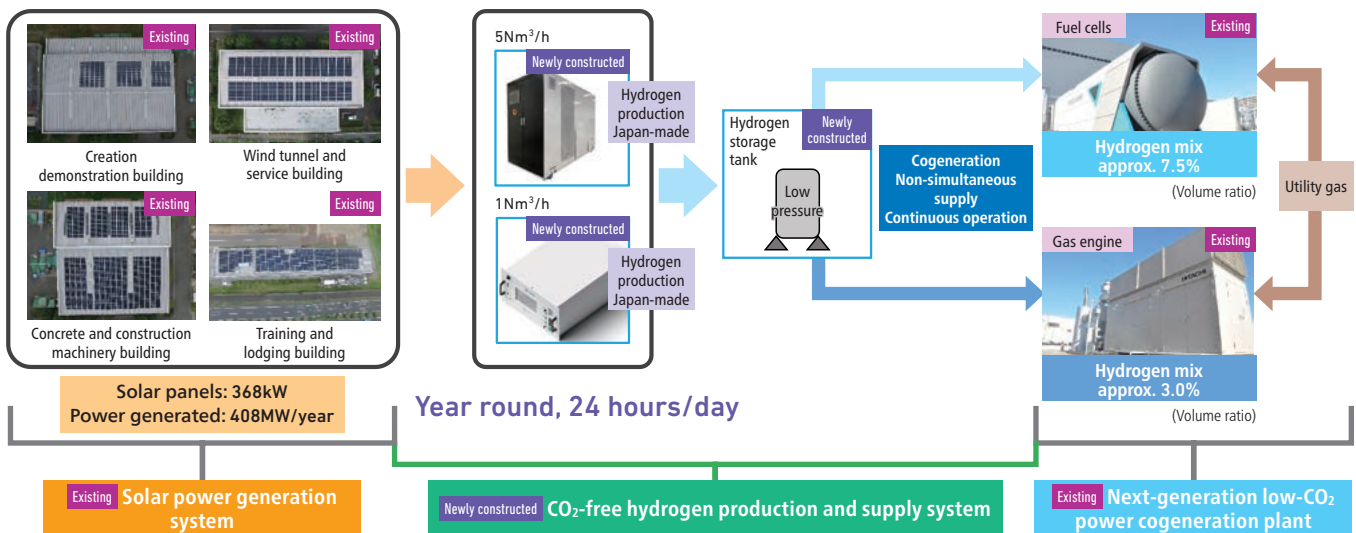 Existing
Existing
Creation
demonstration building
Wind tunnel and
service building
Existing
Existing
Concrete and construction
machinery building
Training and
lodging building
Solar panels: 368kW
Power generated: 408MW/year
Existing Solar power generation
system
5Nm³/h
Newly constructed
Hydrogen
production
Japan-made
1Nm³/h
Newly constructed
Hydrogen
production
Japan-made
Year round, 24 hours/day
Hydrogen
storage
tank
Newly
constructed
Low
pressure
Cogeneration
Non-simultaneous
supply
Continuous operation
Newly constructed CO₂-free hydrogen production and supply system
Fuel cells
Existing
Hydrogen mix
approx. 7.5%
(Volume ratio)
Utility gas
Gas engine
Existing
HITACHI
Hydrogen mix
approx. 3.0%
(Volume ratio)
Existing Next-generation low-CO₂
power cogeneration plant